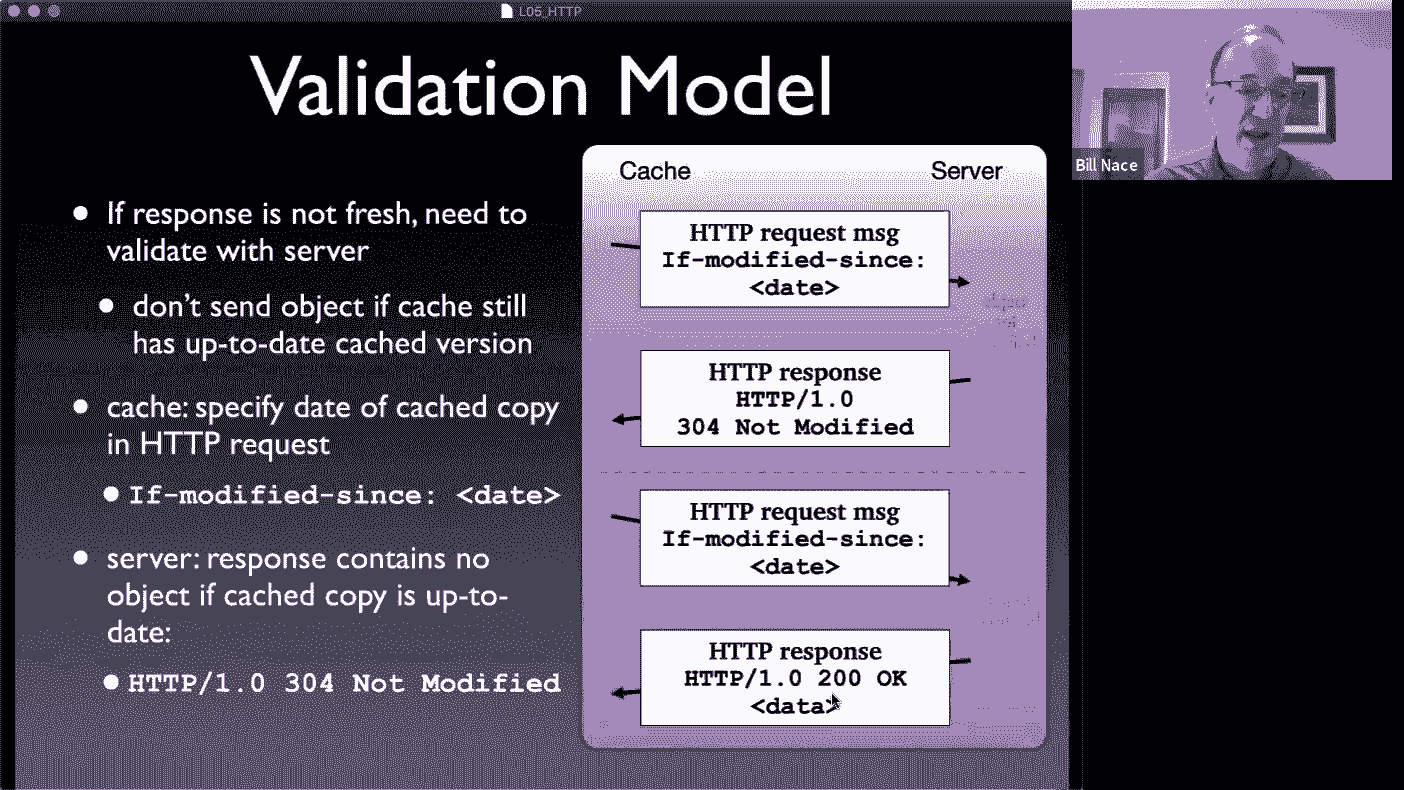 L05_HTTP
Validation Model
Bill Nace
• If response is not fresh, need to
validate with server
• don't send object if cache still
has up-to-date cached version
• cache: specify date of cached copy
in HTTP request
• If-modified-since: <date>
• server: response contains no
object if cached copy is up-to-
date:
• HTTP/1.0 304 Not Modified
Cache
Server
HTTP request msg
If-modified-since:
<date>
HTTP response
HTTP/1.0
304 Not Modified
HTTP request msg
If-modified-since:
<date>
HTTP response
HTTP/1.0 200 OK
<data>